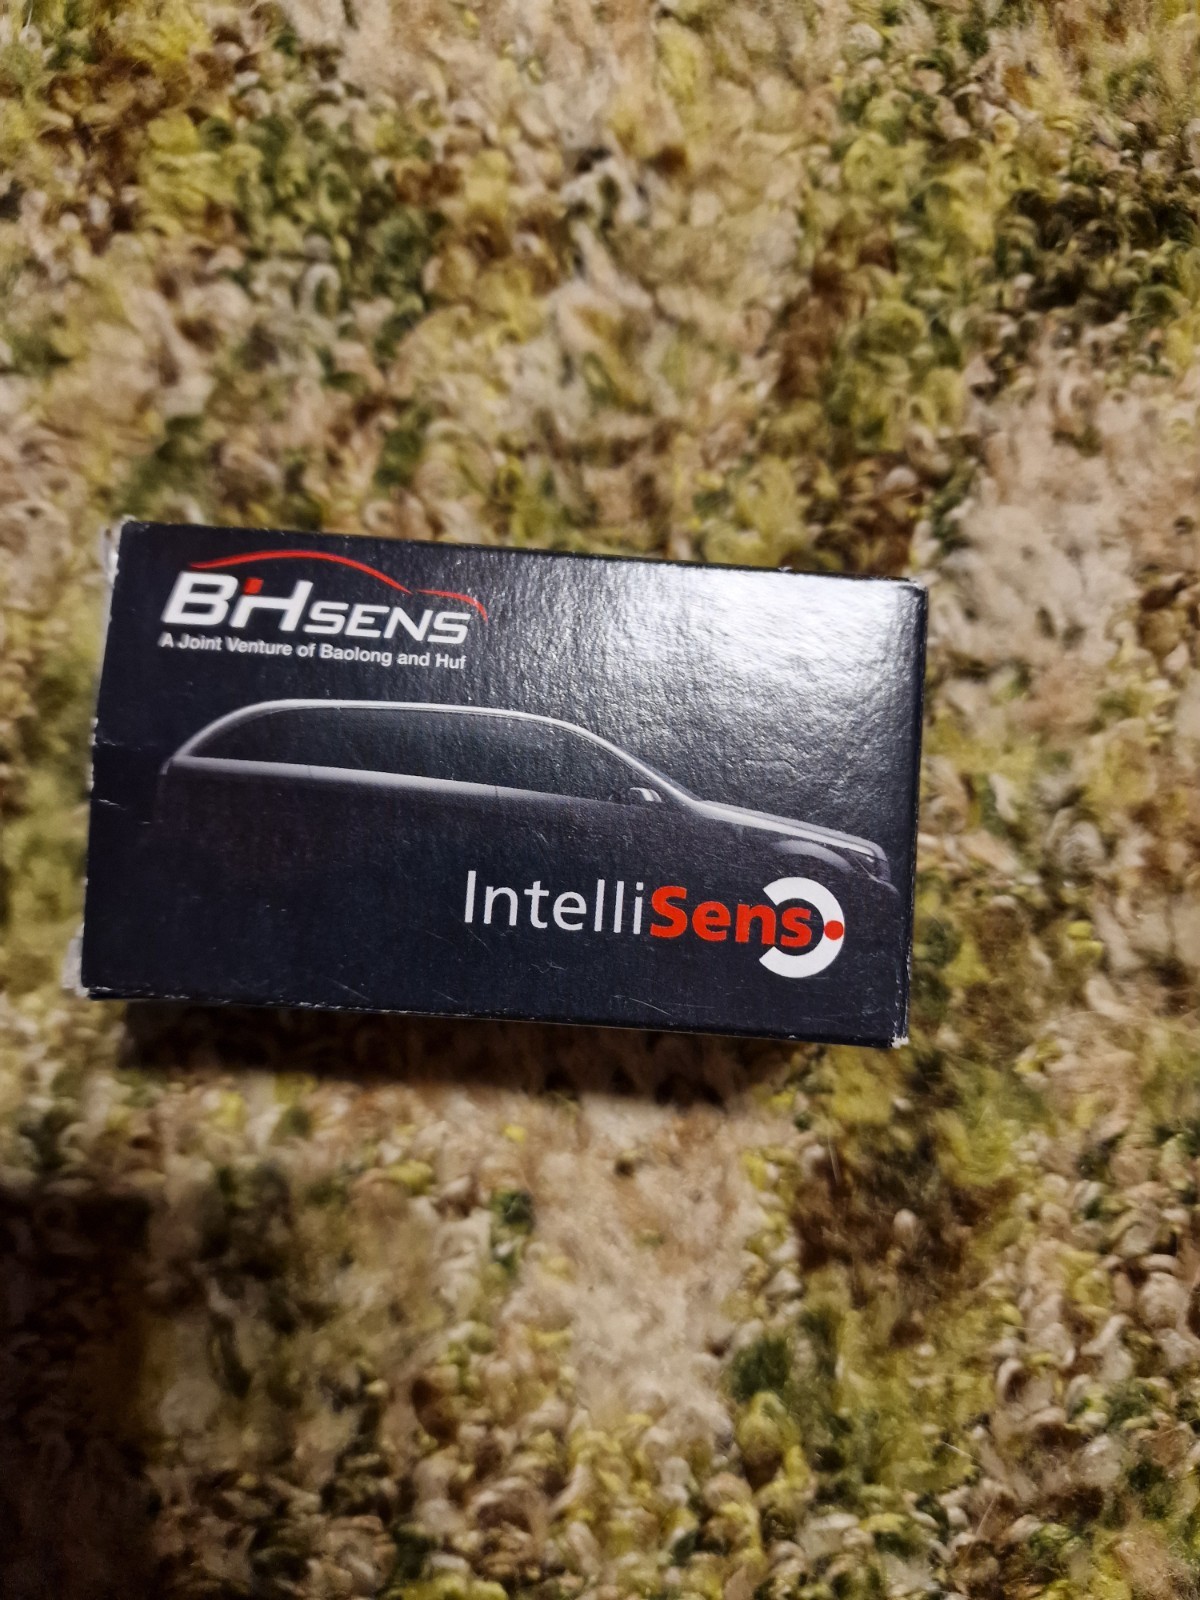 BHSENS
A Joint Venture of Baolong and Huf
IntelliSens